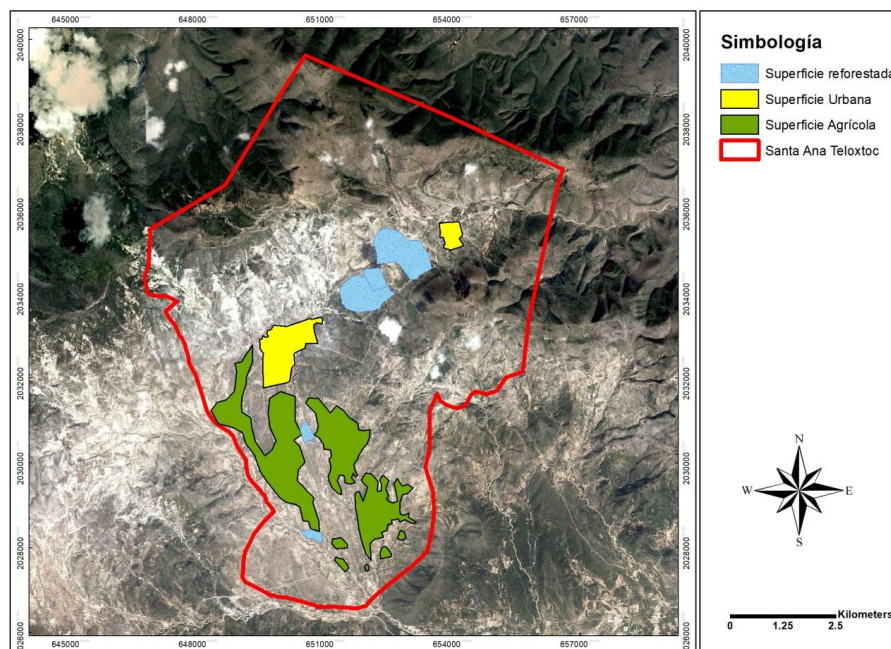 645000 648000 651000 654000 657000
2040000 2040000
2038000 2038000
2036000 2036000
2034000 2034000
2032000 2032000
2030000 2030000
2028000 2028000
2026000 2026000
645000 648000 651000 654000 657000
Simbología
Superficie reforestada
Superficie Urbana
Superficie Agrícola
Santa Ana Teloxtoc
N
W E
S
Kilometers
0 1.25 2.5